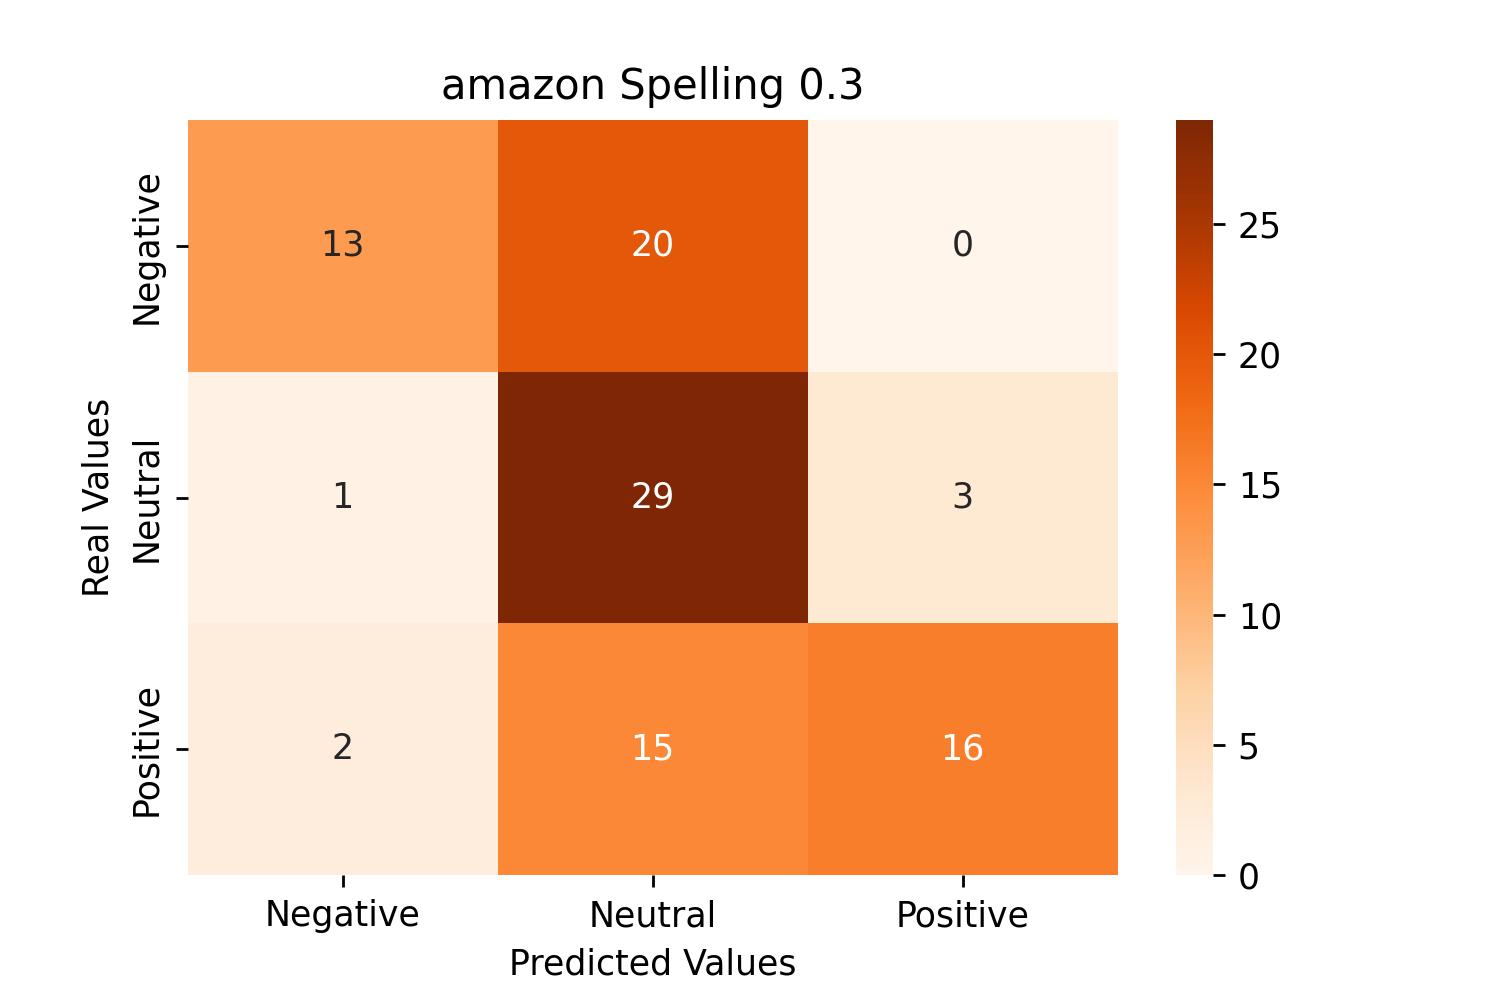 amazon Spelling 0.3
Real Values
Negative
13 20 0
Neutral
1 29 3
Positive
2 15 16
Negative Neutral Positive
Predicted Values
25
20
15
10
5
0